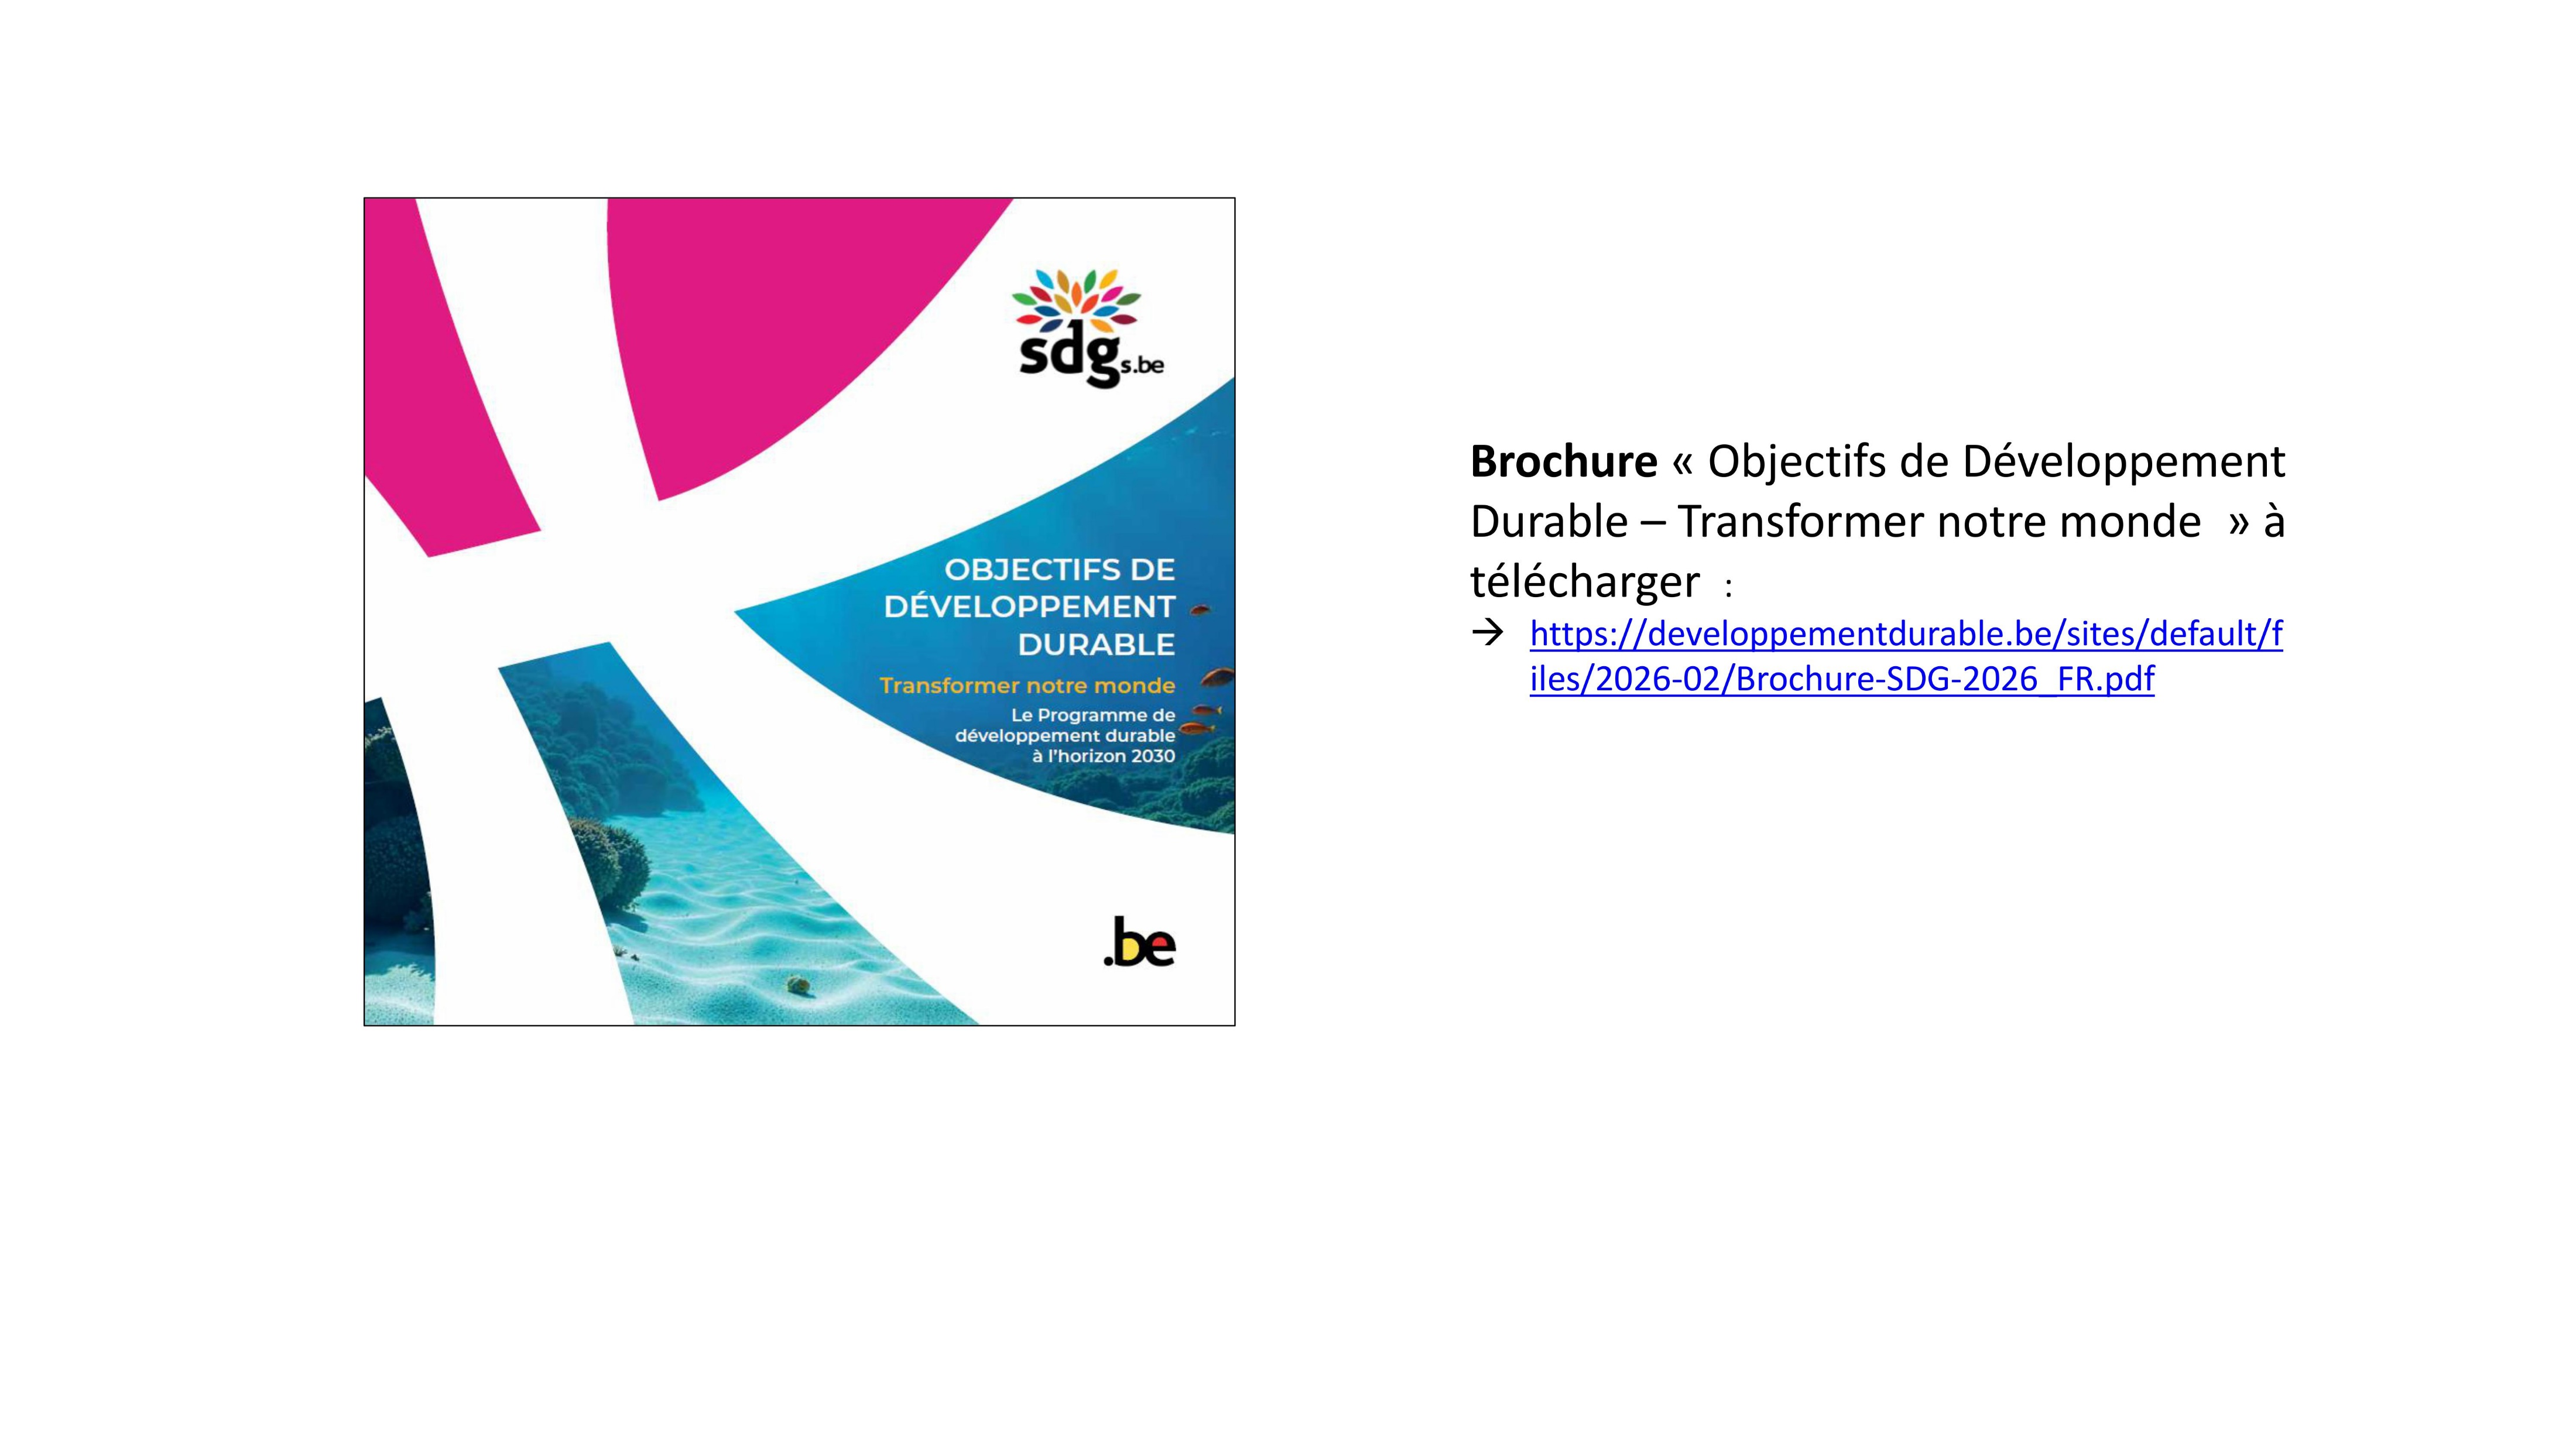 sdgs.be
OBJECTIFS DE
DÉVELOPPEMENT
DURABLE
Transformer notre monde
Le Programme de
développement durable
à l'horizon 2030
.be
Brochure « Objectifs de Développement
Durable – Transformer notre monde  » à
télécharger  :
→ https://developpementdurable.be/sites/default/f
iles/2026-02/Brochure-SDG-2026_FR.pdf